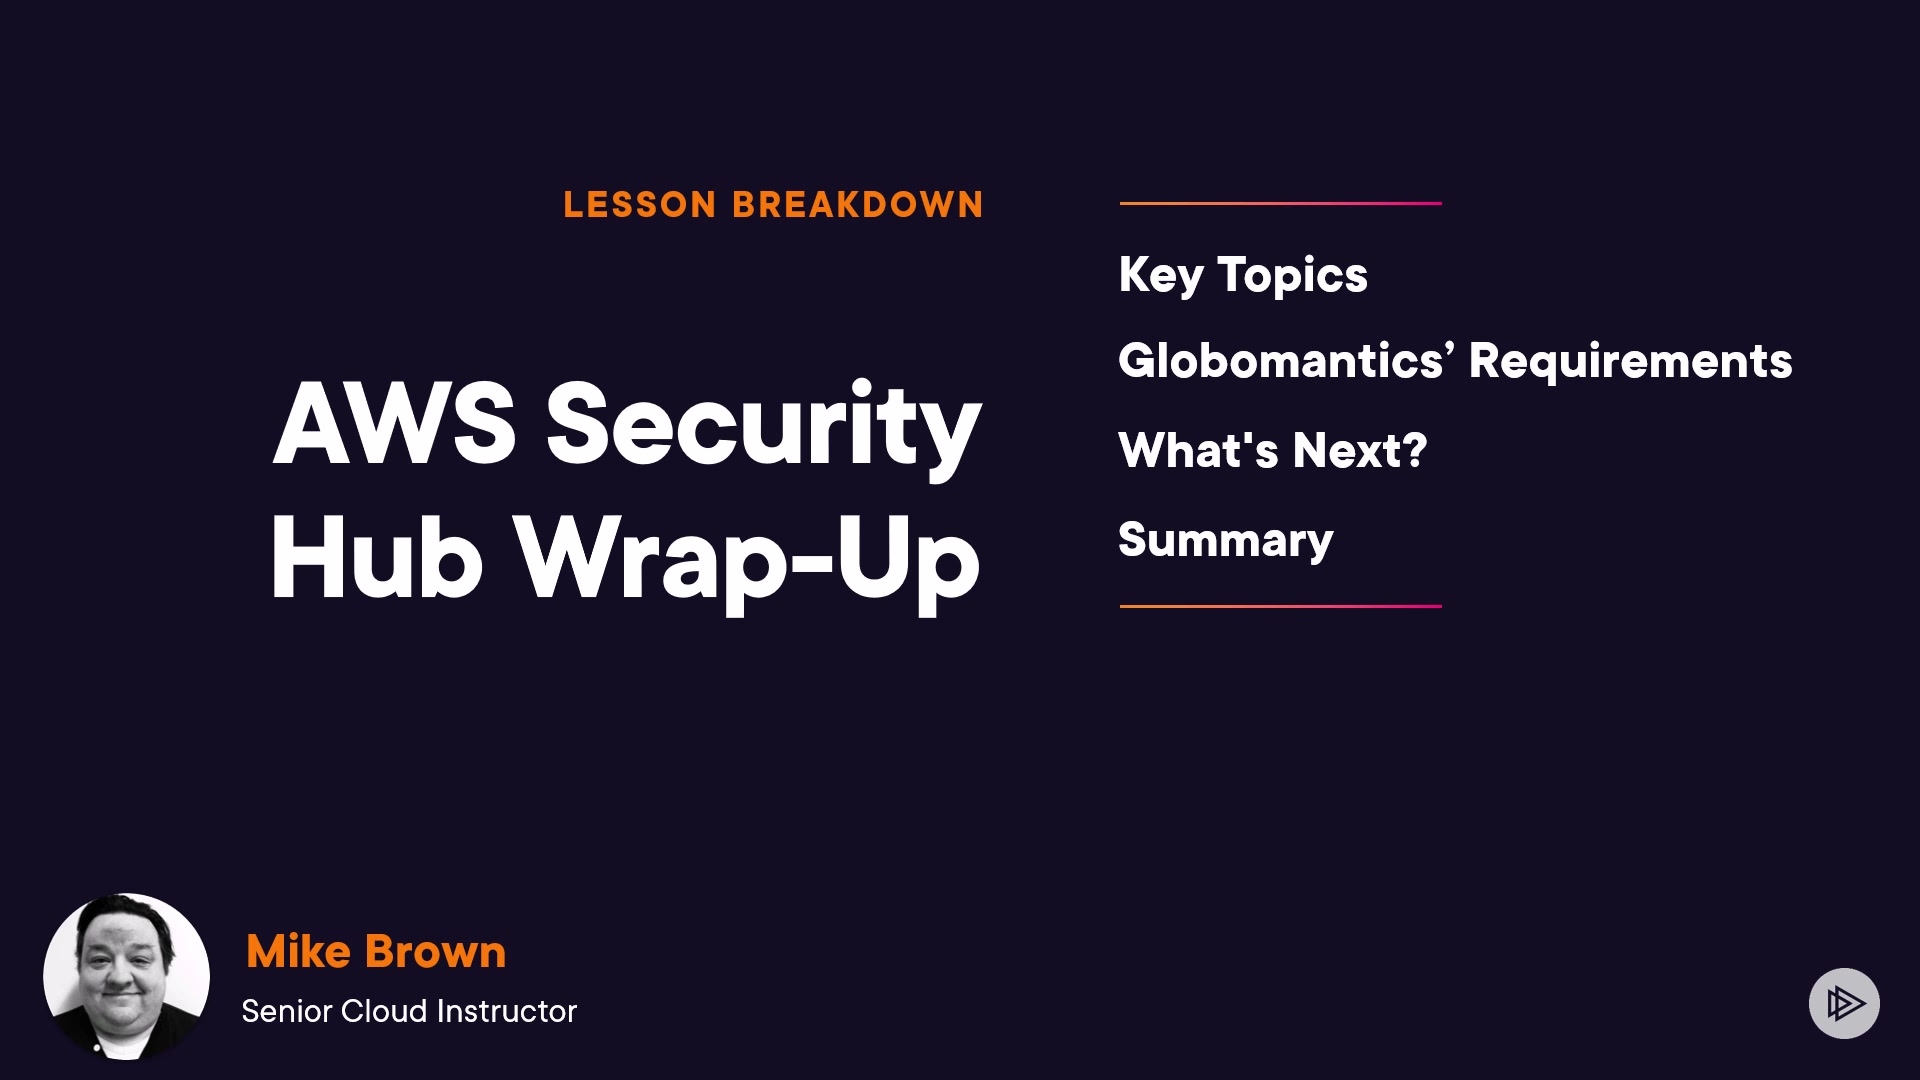 LESSON BREAKDOWN
AWS Security
Hub Wrap-Up
Key Topics
Globomantics’ Requirements
What's Next?
Summary
Mike Brown
Senior Cloud Instructor